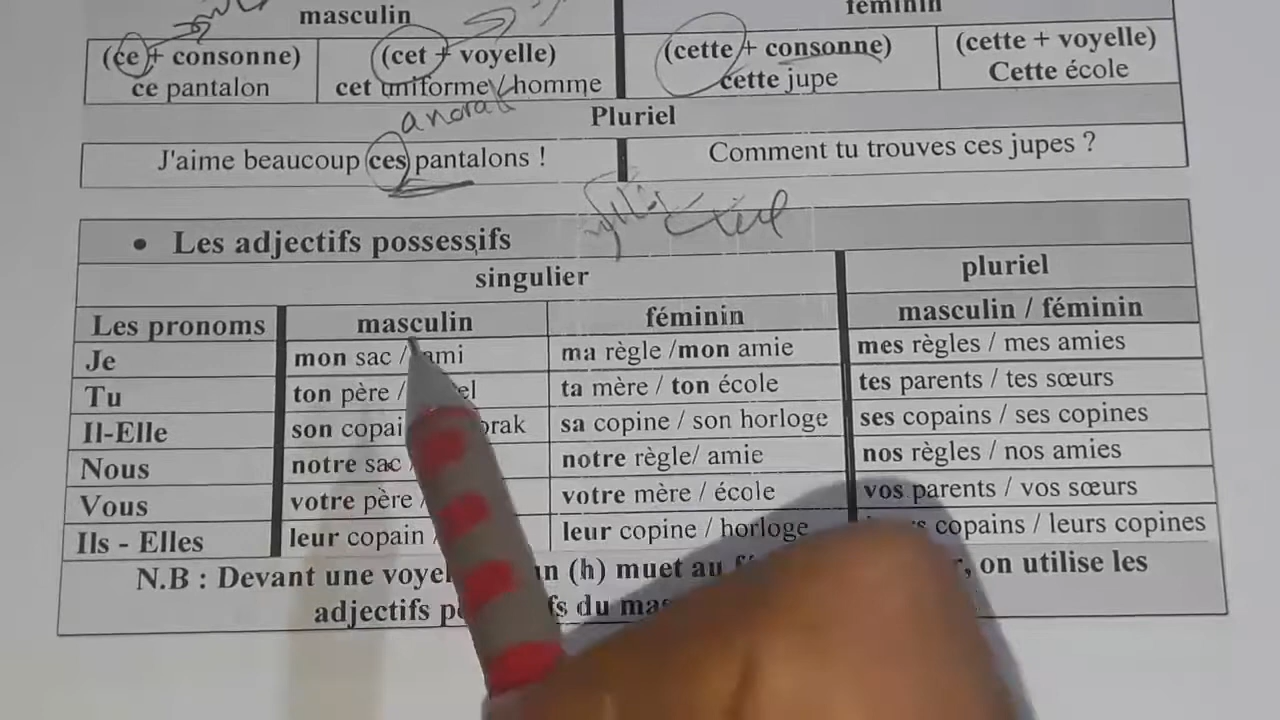 masculin
féminin
(ce + consonne)
ce pantalon
(cet + voyelle)
cet uniforme / homme
anorak
(cette + consonne)
cette jupe
(cette + voyelle)
Cette école
Pluriel
J'aime beaucoup ces pantalons !
Comment tu trouves ces jupes ?
• Les adjectifs possessifs
singulier
pluriel
Les pronoms
masculin
féminin
masculin / féminin
Je
mon sac / ami
ma règle /mon amie
mes règles / mes amies
Tu
ton père /
ta mère / ton école
tes parents / tes sœurs
Il-Elle
son
sa copine / son horloge
ses copains / ses copines
Nous
notre sac
notre règle/ amie
nos règles / nos amies
Vous
votre père /
votre mère / école
vos parents / vos sœurs
Ils - Elles
leur copain
leur copine / horloge
copains / leurs copines
N.B : Devant une (h) muet au on utilise les
adjectifs du